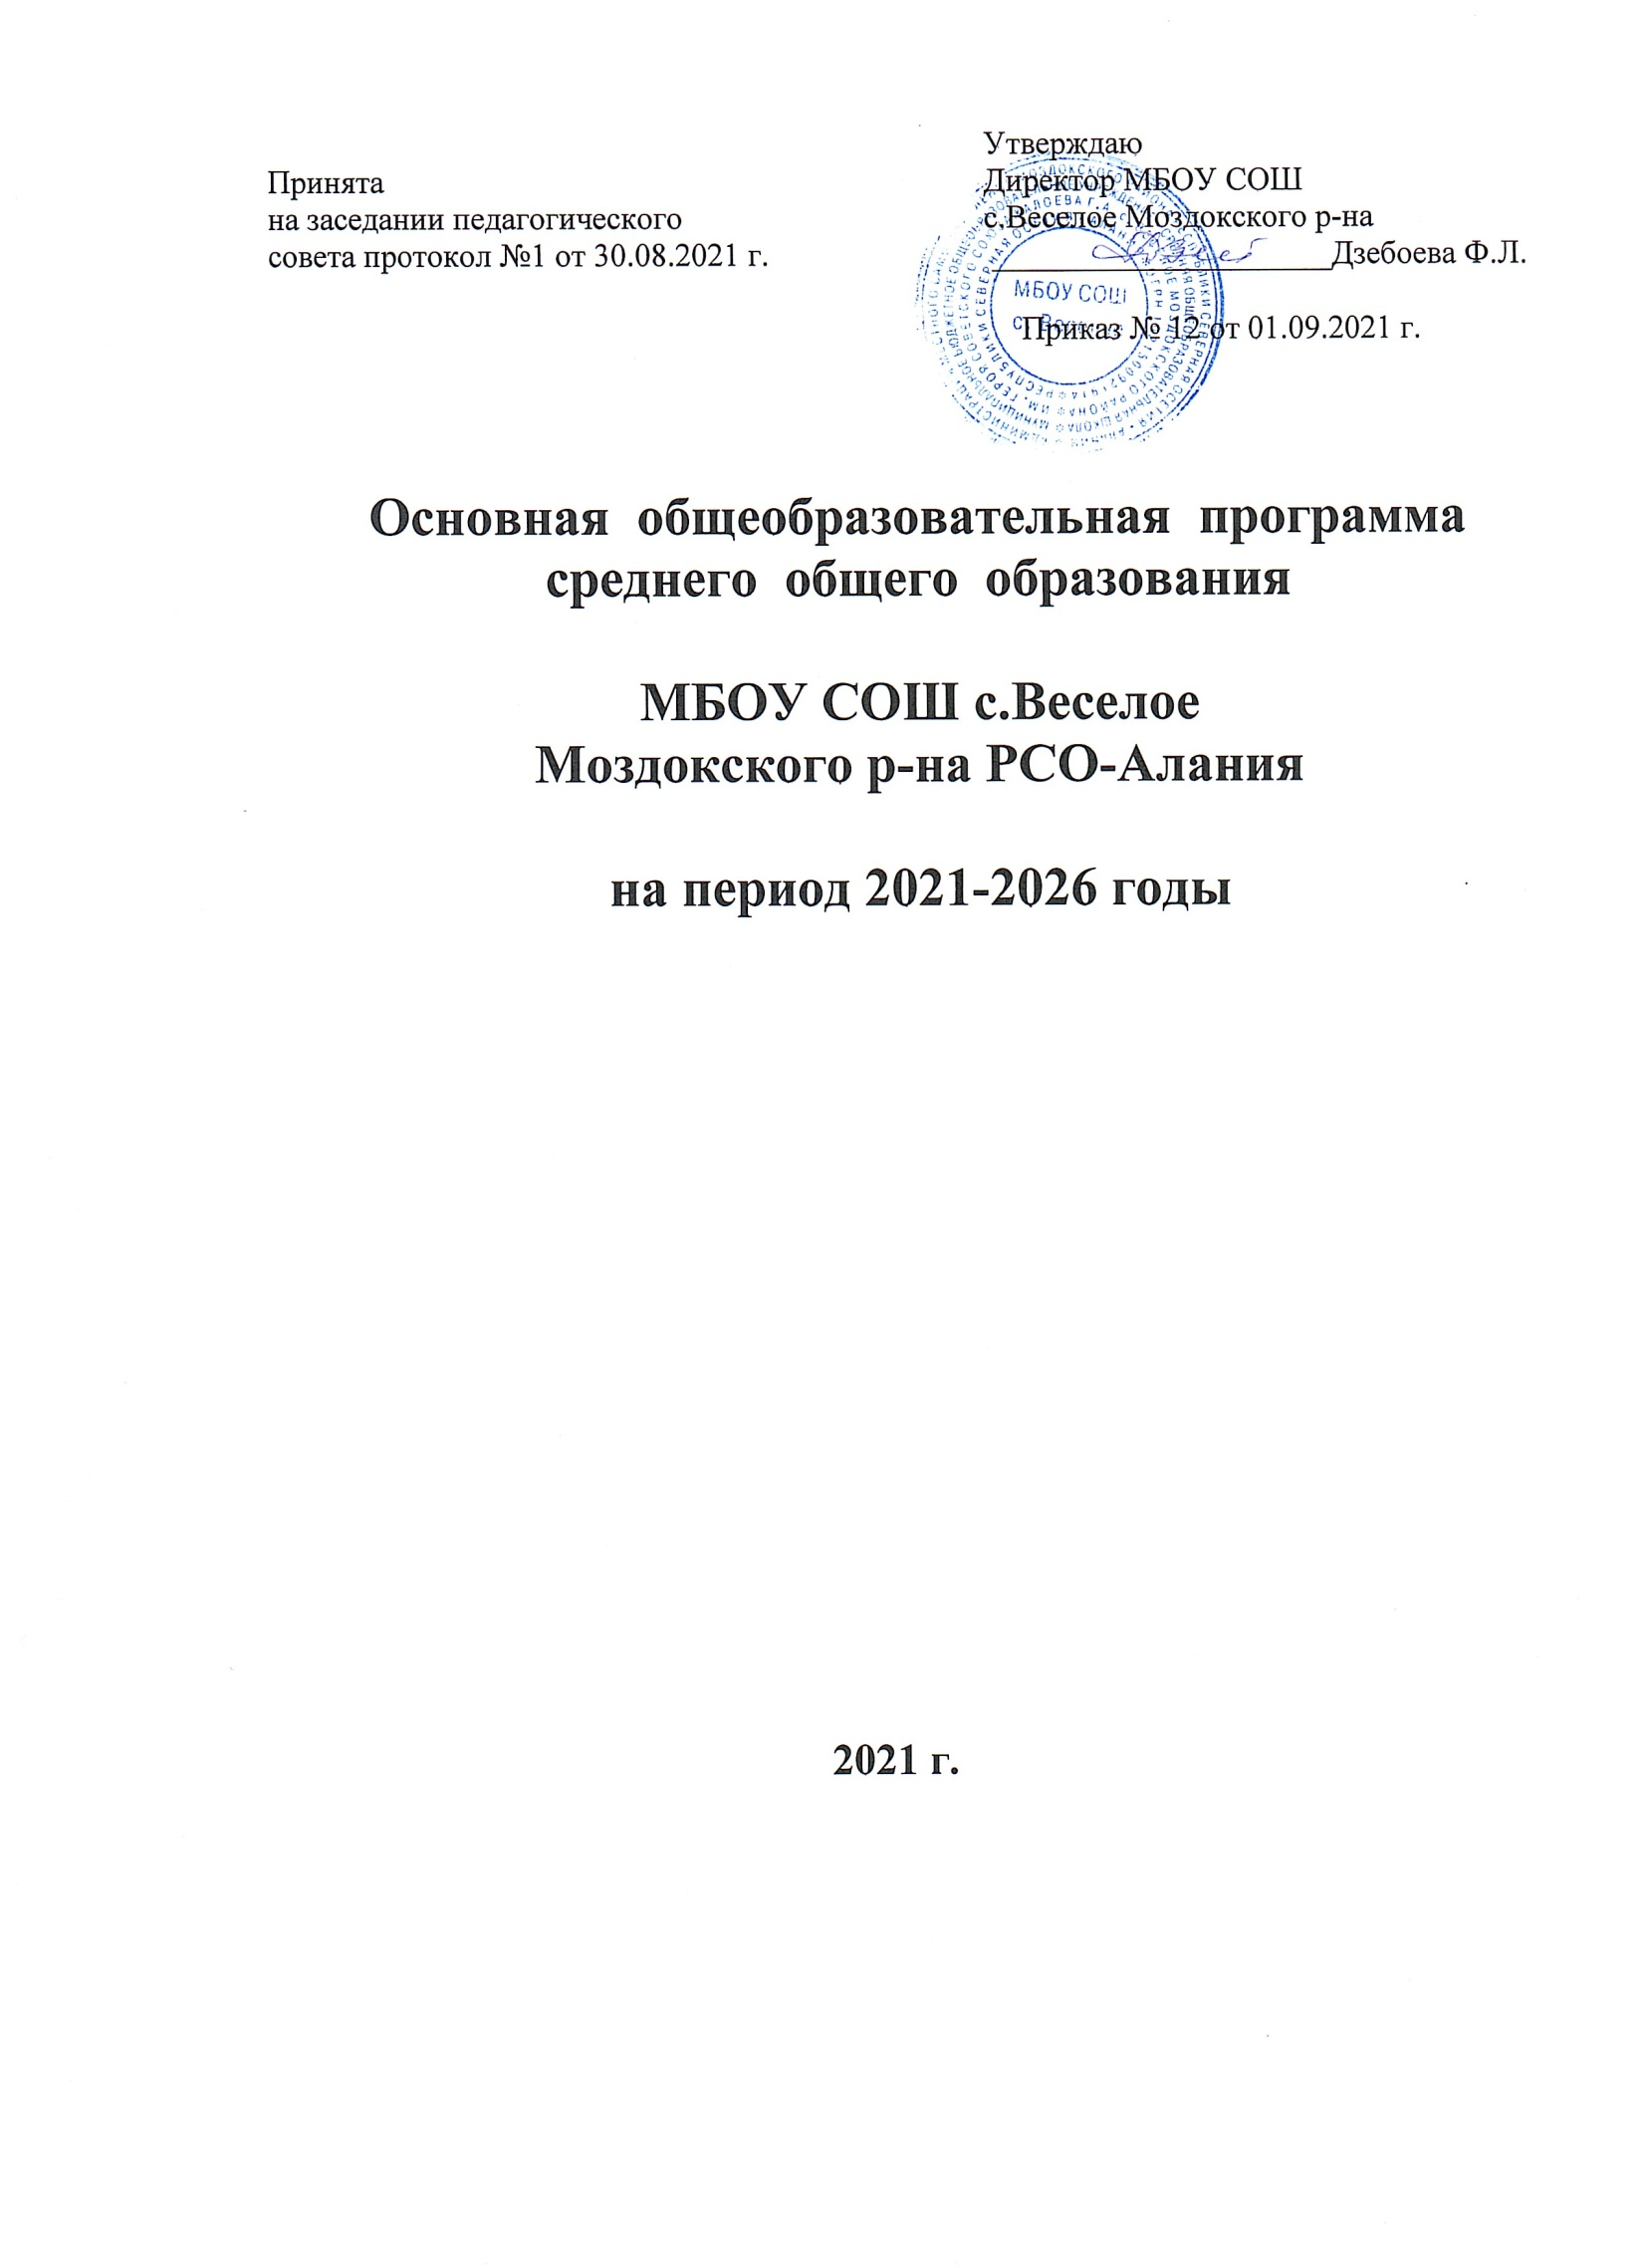 Принята
на заседании педагогического
совета протокол №1 от 30.08.2021 г.
Утверждаю
Директор МБОУ СОШ
с.Веселое Моздокского р-на
Дзебоева Ф.Л.
Приказ № 12 от 01.09.2021 г.
МБОУ СОШ
Основная общеобразовательная программа
среднего общего образования
МБОУ СОШ с.Веселое
Моздокского р-на РСО-Алания
на период 2021-2026 годы
2021 г.